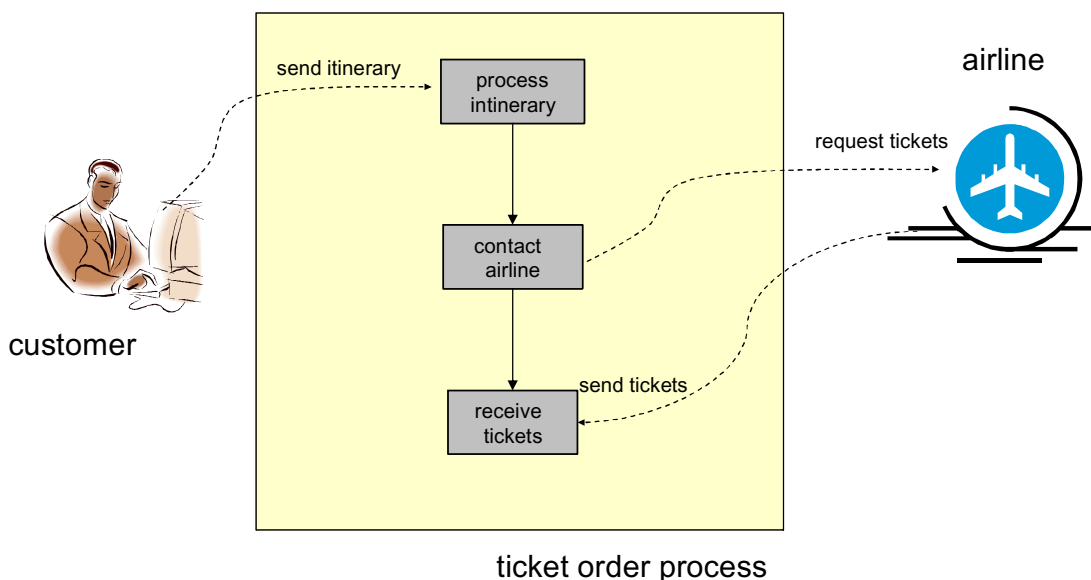 airline
send itinerary
process
intinerary
request tickets
contact
airline
customer
send tickets
receive
tickets
ticket order process